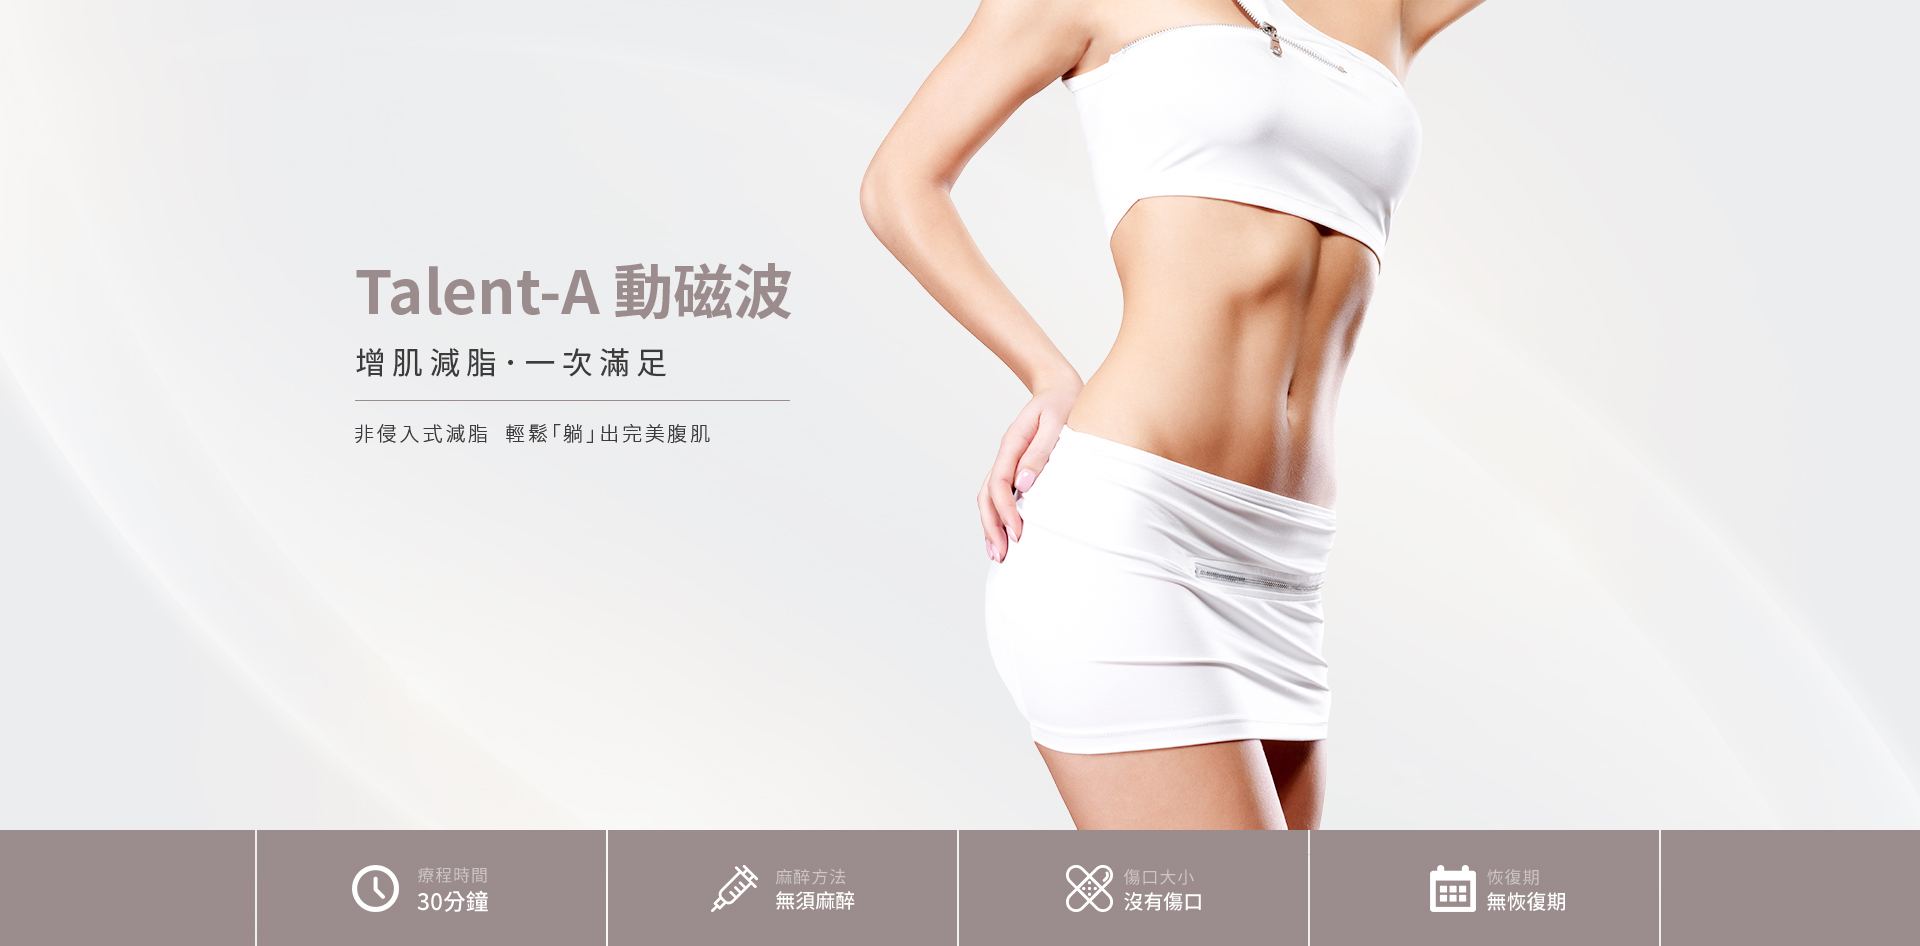 Talent-A 動磁波
增肌減脂·一次滿足
非侵入式減脂 輕鬆「躺」出完美腹肌
療程時間
30分鐘
麻醉方法
無須麻醉
傷口大小
沒有傷口
恢復期
無恢復期